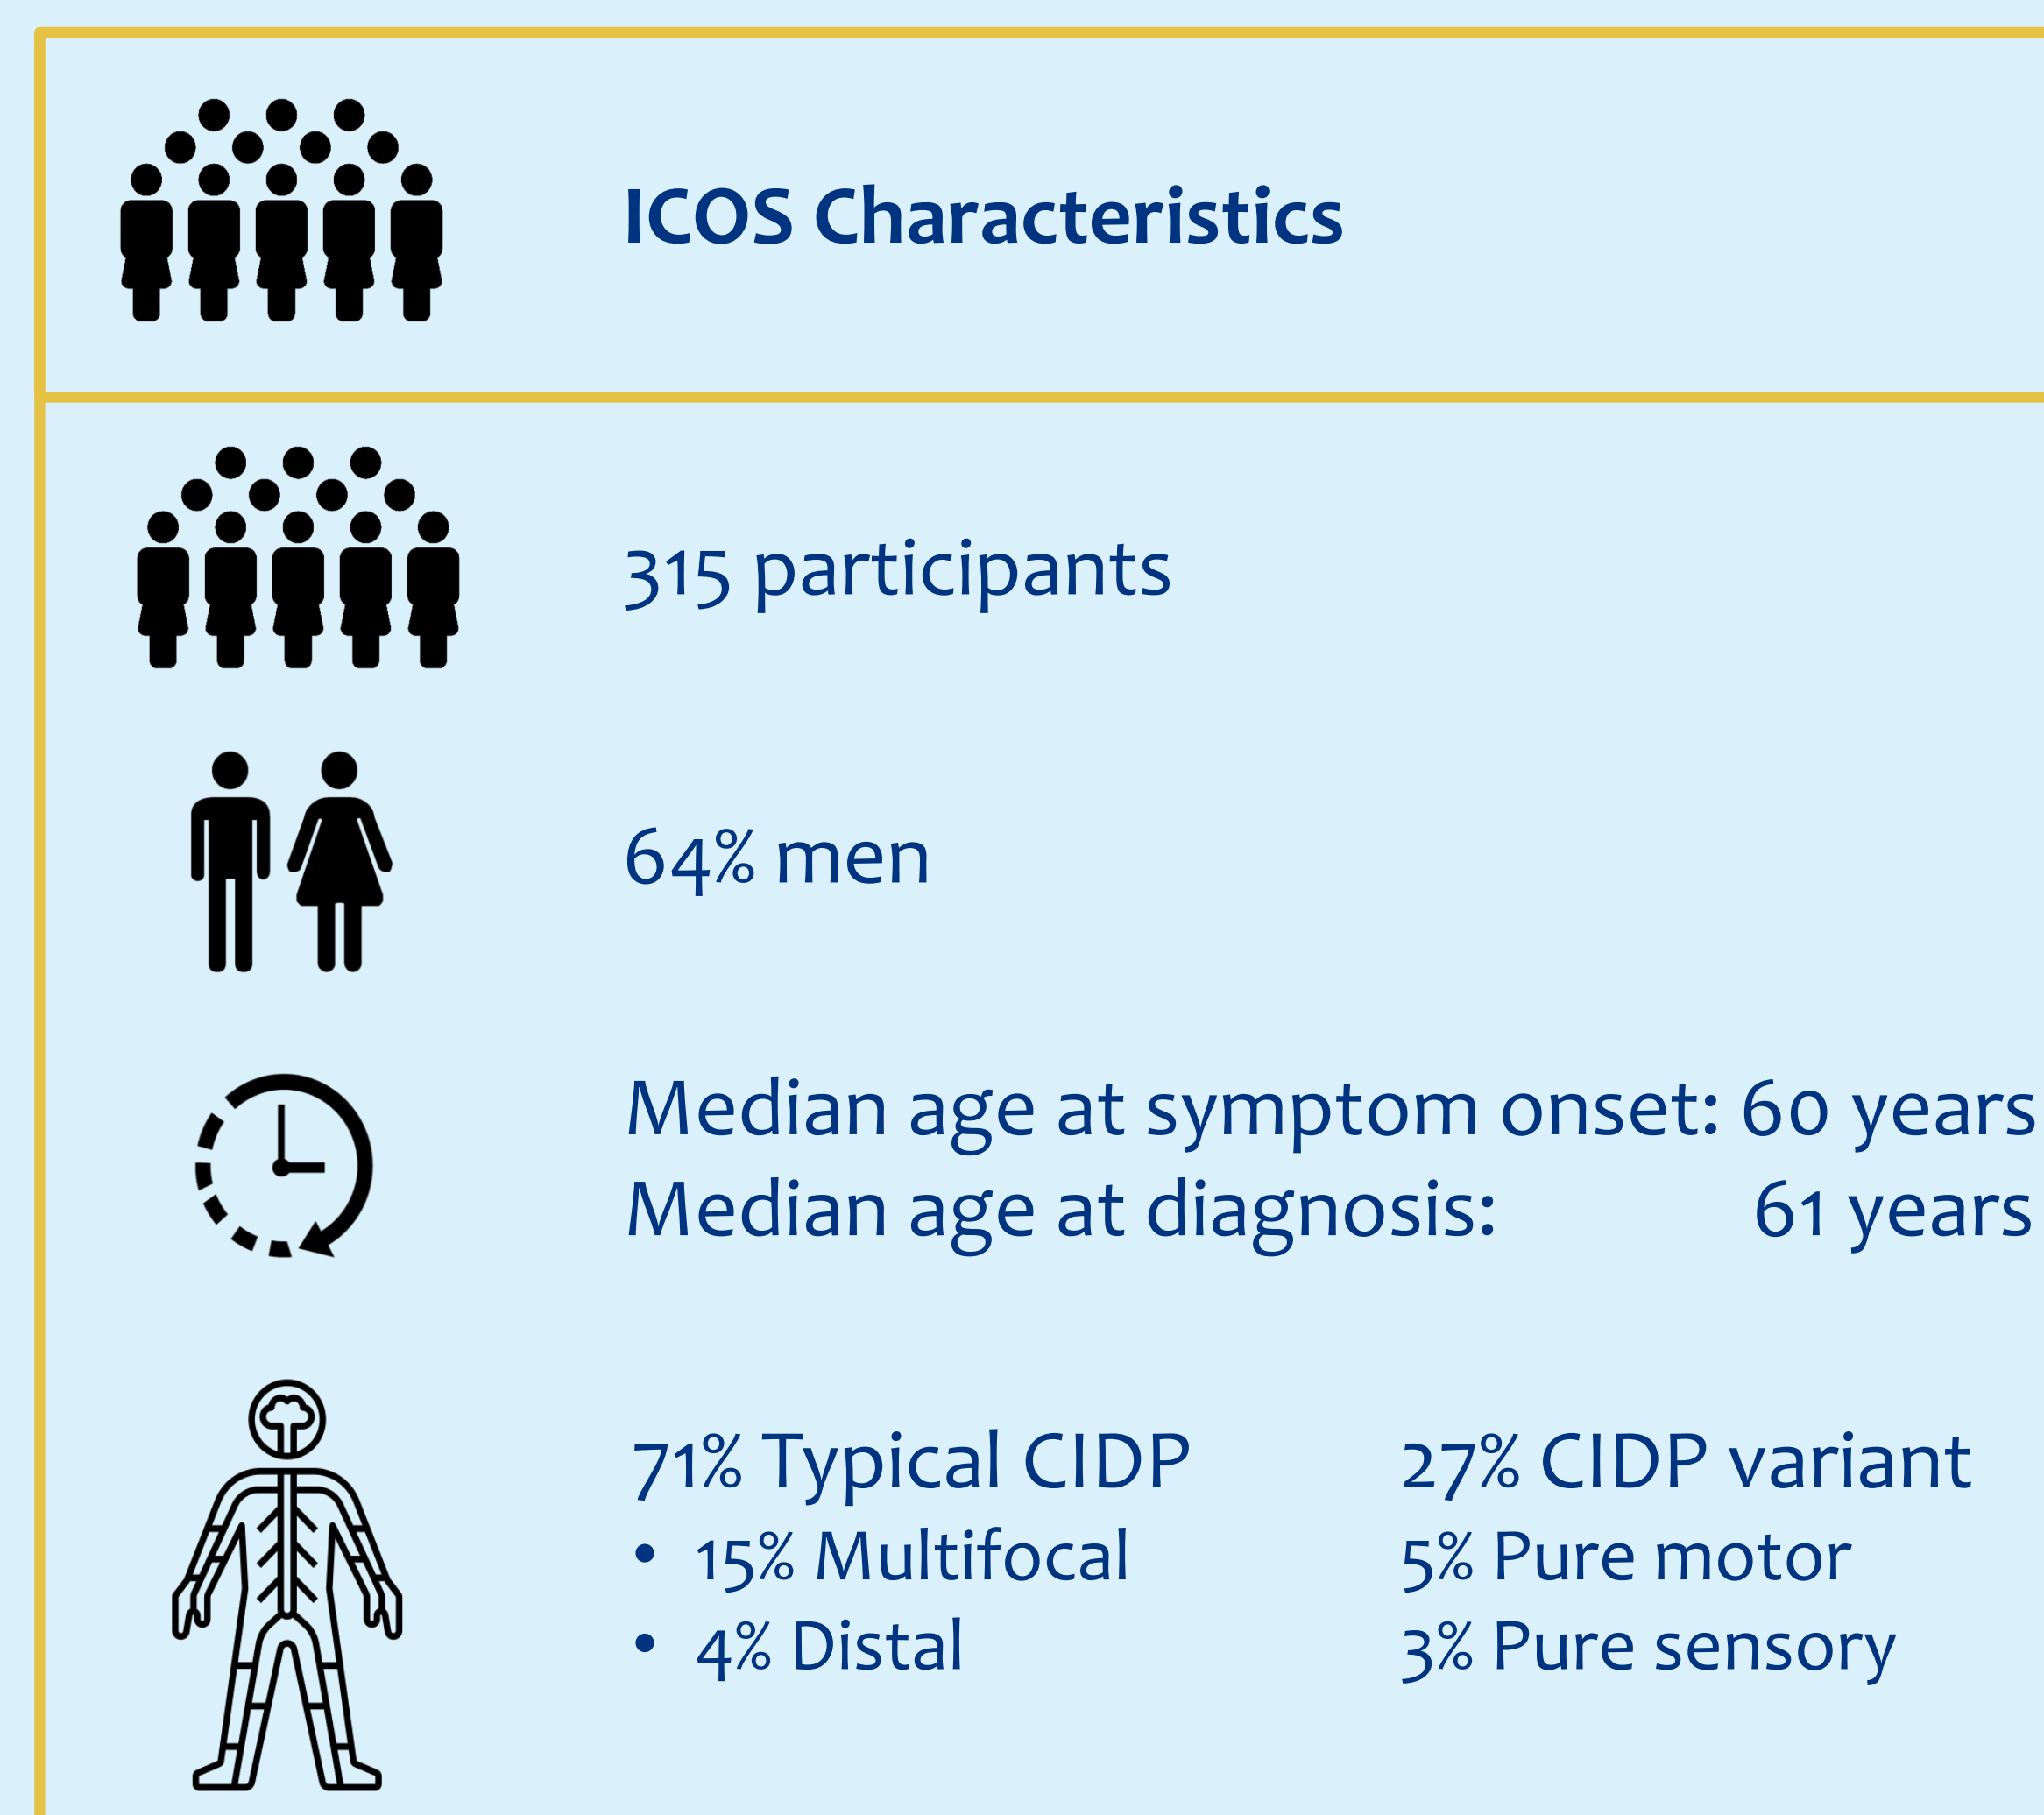 ICOS Characteristics
315 participants
64% men
Median age at symptom onset: 60 years
Median age at diagnosis: 61 years
71% Typical CIDP 27% CIDP variant
• 15% Multifocal 5% Pure motor
• 4% Distal 3% Pure sensory